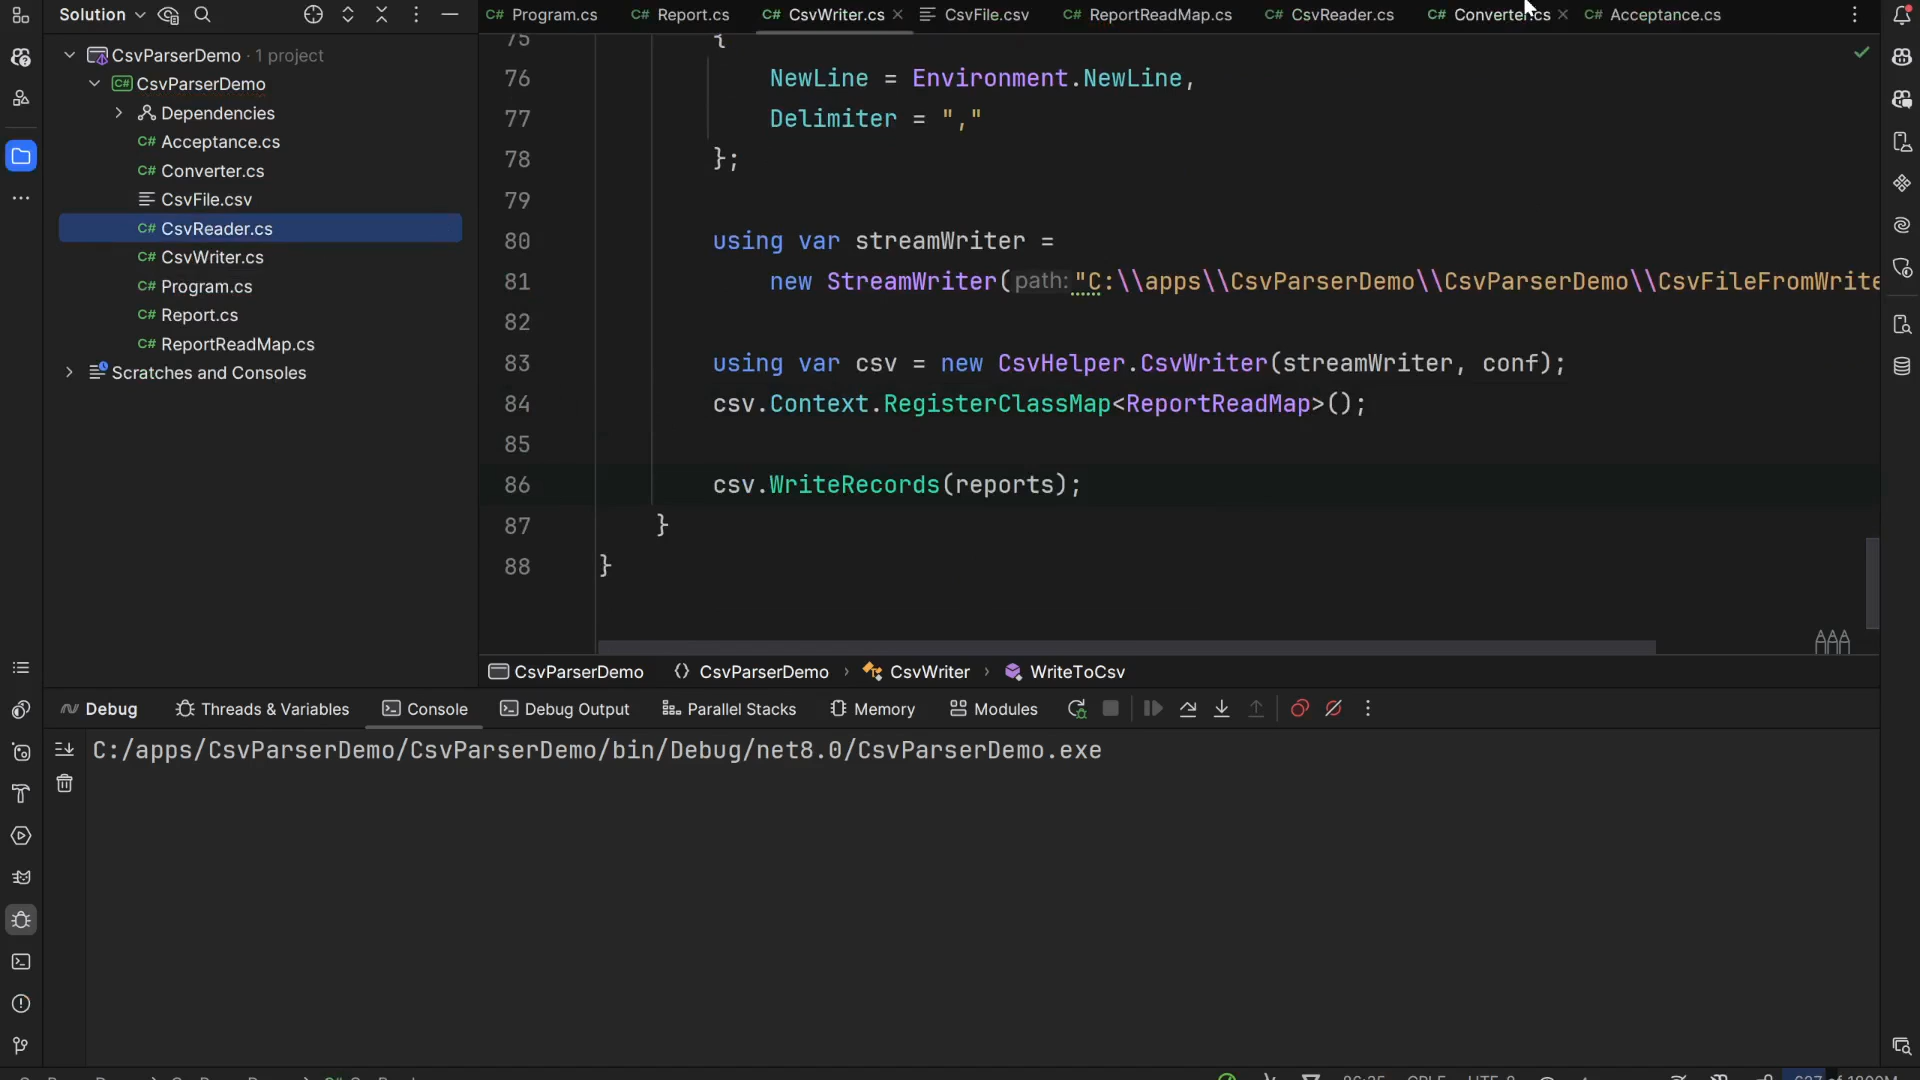 Solution
Program.cs
Report.cs
CsvWriter.cs
CsvFile.csv
ReportReadMap.cs
CsvReader.cs
Converter.cs
Acceptance.cs
CsvParserDemo · 1 project
CsvParserDemo
Dependencies
Acceptance.cs
Converter.cs
CsvFile.csv
CsvReader.cs
CsvWriter.cs
Program.cs
Report.cs
ReportReadMap.cs
Scratches and Consoles
75 {
76 NewLine = Environment.NewLine,
77 Delimiter = ","
78 };
79
80 using var streamWriter =
81 new StreamWriter(path: "C:\\apps\\CsvParserDemo\\CsvParserDemo\\CsvFileFromWrite
82
83 using var csv = new CsvHelper.CsvWriter(streamWriter, conf);
84 csv.Context.RegisterClassMap<ReportReadMap>();
85
86 csv.WriteRecords(reports);
87 }
88 }
CsvParserDemo CsvParserDemo › CsvWriter › WriteToCsv
Debug Threads & Variables Console Debug Output Parallel Stacks Memory Modules
C:/apps/CsvParserDemo/CsvParserDemo/bin/Debug/net8.0/CsvParserDemo.exe